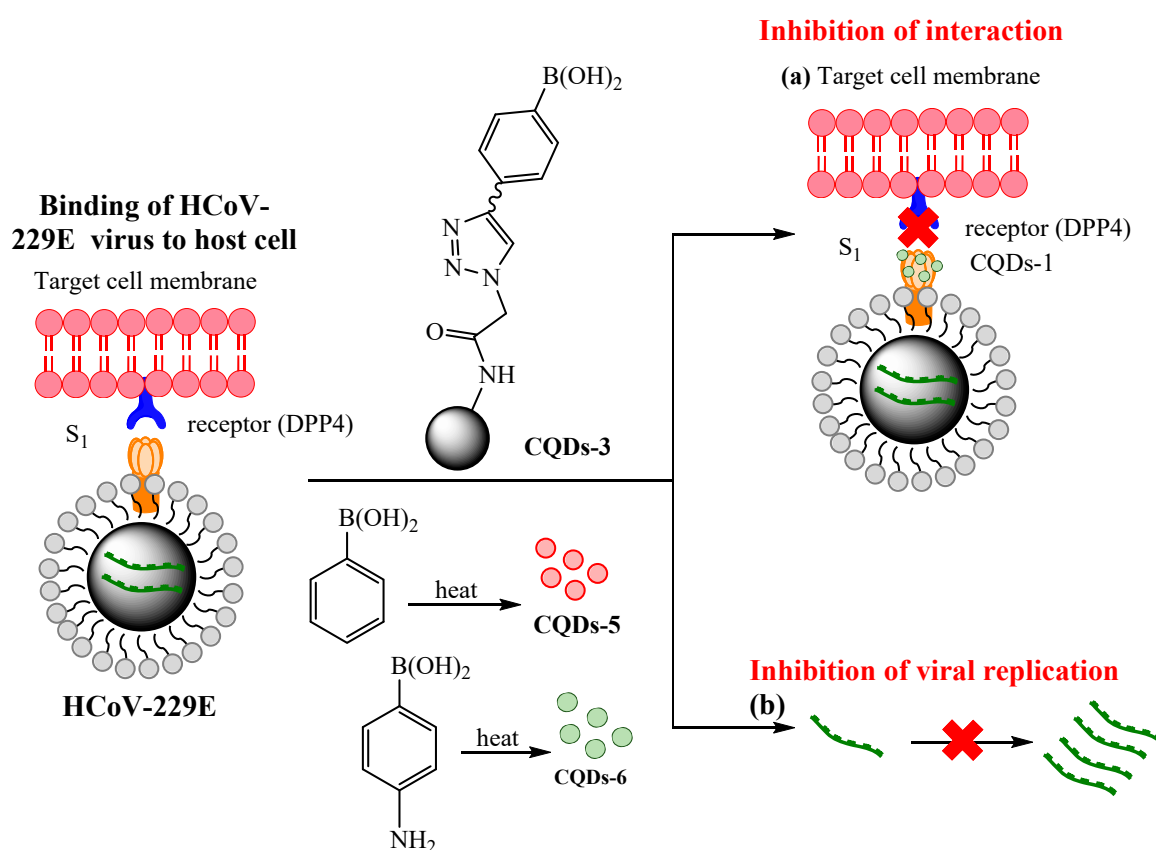 Binding of HCoV-
229E virus to host cell
Target cell membrane
S1
receptor (DPP4)
HCoV-229E
B(OH)2
N
N
N
O
NH
CQDs-3
B(OH)2
heat
CQDs-5
B(OH)2
heat
CQDs-6
NH2
Inhibition of interaction
(a) Target cell membrane
receptor (DPP4)
S1
CQDs-1
Inhibition of viral replication
(b)